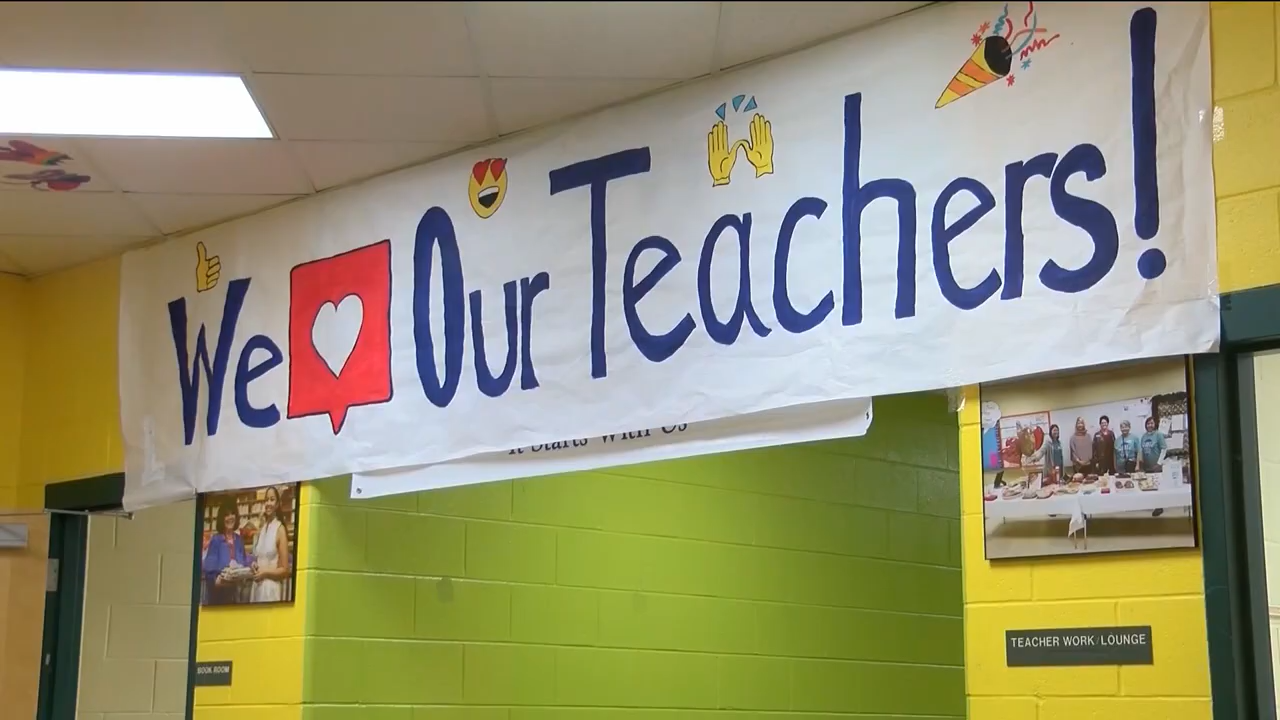 We Our Teachers!
It Starts With Us
BOOK ROOM
TEACHER WORK/LOUNGE